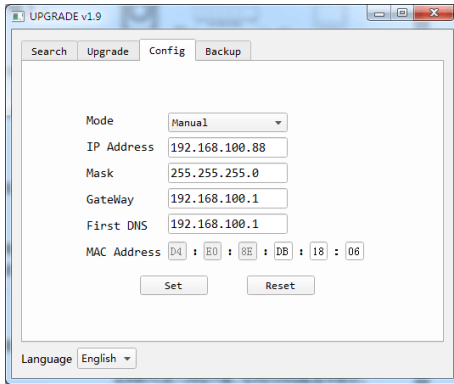 UPGRADE v1.9
Search Upgrade Config Backup
Mode Manual
IP Address 192.168.100.88
Mask 255.255.255.0
GateWay 192.168.100.1
First DNS 192.168.100.1
MAC Address D4 : E0 : 8E : DB : 18 : 06
Set Reset
Language English